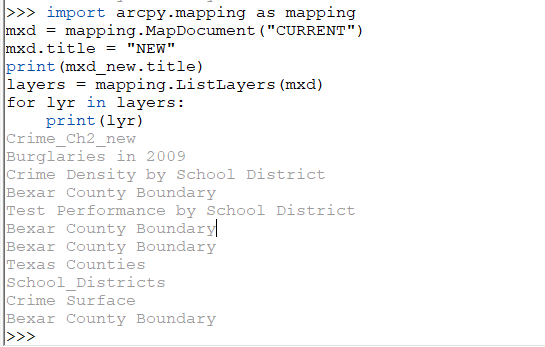 >>> import arcpy.mapping as mapping
mxd = mapping.MapDocument("CURRENT")
mxd.title = "NEW"
print(mxd_new.title)
layers = mapping.ListLayers(mxd)
for lyr in layers:
    print(lyr)
Crime_Ch2_new
Burglaries in 2009
Crime Density by School District
Bexar County Boundary
Test Performance by School District
Bexar County Boundary
Bexar County Boundary
Texas Counties
School_Districts
Crime Surface
Bexar County Boundary
>>>